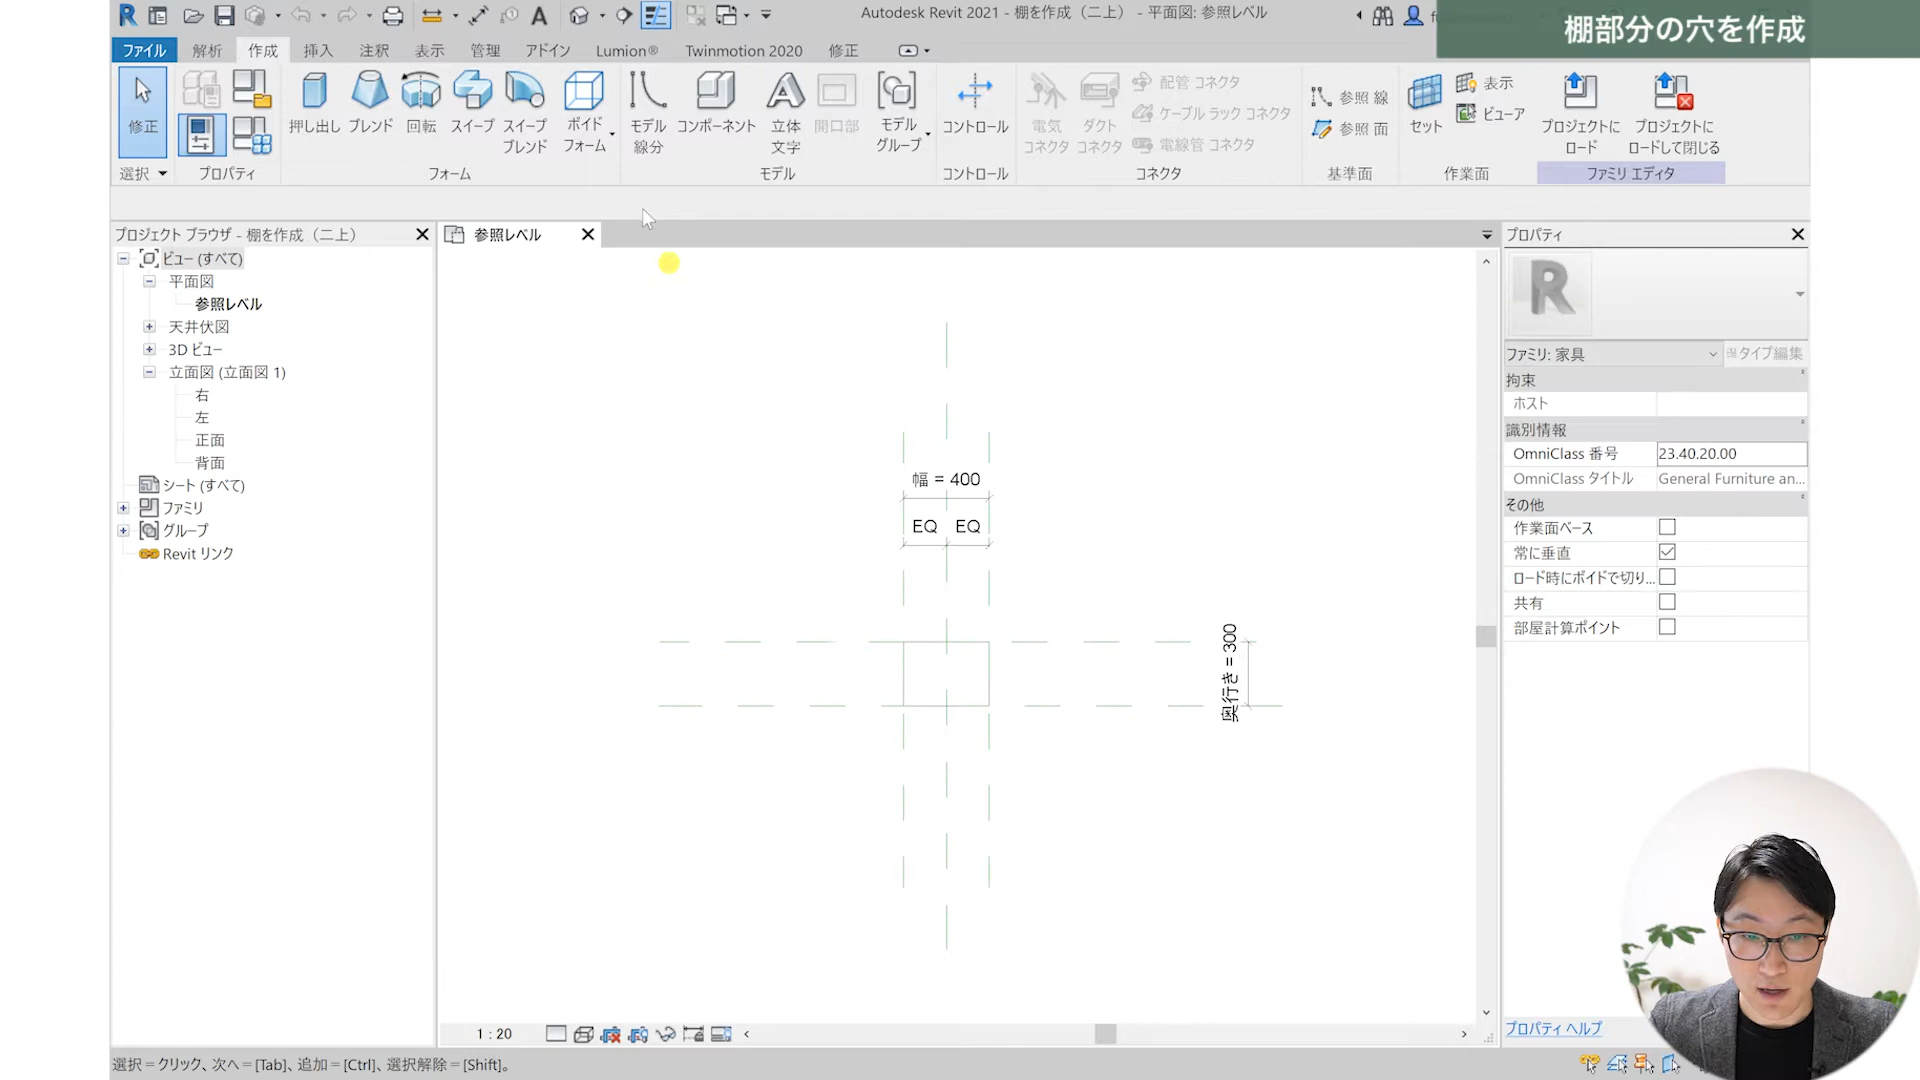 Autodesk Revit 2021 - 棚を作成（二上） - 平面図: 参照レベル
棚部分の穴を作成
ファイル 解析 作成 挿入 注釈 表示 管理 アドイン Lumion® Twinmotion 2020 修正
修正
押し出し ブレンド 回転 スイープ スイープ ブレンド ボイド フォーム
モデル 線分 コンポーネント 立体 文字 開口部 モデル グループ
コントロール
電気 コネクタ ダクト コネクタ
配管 コネクタ
ケーブル ラック コネクタ
電線管 コネクタ
参照 線
参照 面
セット
表示
ビューア
プロジェクトに ロード
プロジェクトに ロードして閉じる
選択 プロパティ フォーム モデル コントロール コネクタ 基準面 作業面 ファミリ エディタ
プロジェクト ブラウザ - 棚を作成（二上）
ビュー (すべて)
平面図
参照レベル
天井伏図
3D ビュー
立面図 (立面図 1)
右
左
正面
背面
シート (すべて)
ファミリ
グループ
Revit リンク
参照レベル
幅 = 400
EQ EQ
奥行き = 300
1 : 20
プロパティ
R
ファミリ: 家具
タイプ編集
拘束
ホスト
識別情報
OmniClass 番号 23.40.20.00
OmniClass タイトル General Furniture an...
その他
作業面ベース
常に垂直
ロード時にボイドで切り...
共有
部屋計算ポイント
プロパティ ヘルプ
選択 = クリック、次へ = [Tab]、追加 = [Ctrl]、選択解除 = [Shift]。